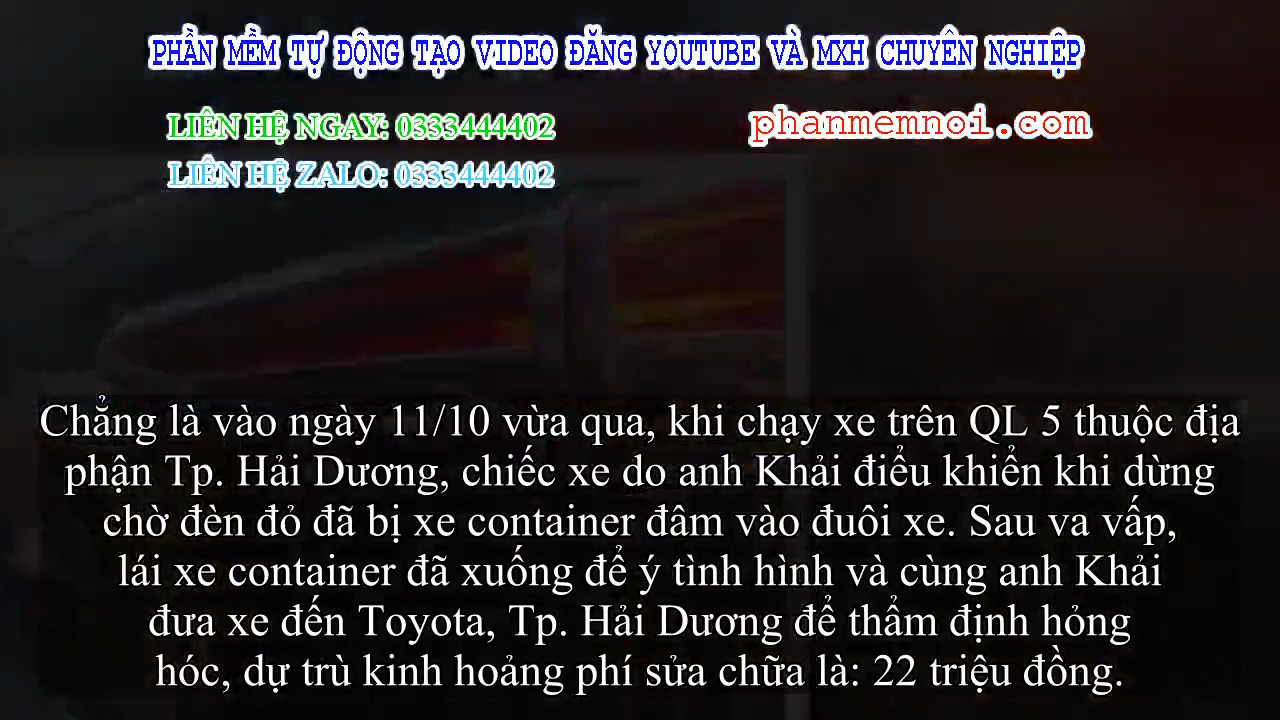 PHẦN MỀM TỰ ĐỘNG TẠO VIDEO ĐĂNG YOUTUBE VÀ MXH CHUYÊN NGHIỆP
LIÊN HỆ NGAY: 0333444402
phanmemnoi.com
LIÊN HỆ ZALO: 0333444402
Chẳng là vào ngày 11/10 vừa qua, khi chạy xe trên QL 5 thuộc địa
phận Tp. Hải Dương, chiếc xe do anh Khải điểu khiển khi dừng
chờ đèn đỏ đã bị xe container đâm vào đuôi xe. Sau va vấp,
lái xe container đã xuống để ý tình hình và cùng anh Khải
đưa xe đến Toyota, Tp. Hải Dương để thẩm định hỏng
hóc, dự trù kinh hoảng phí sửa chữa là: 22 triệu đồng.